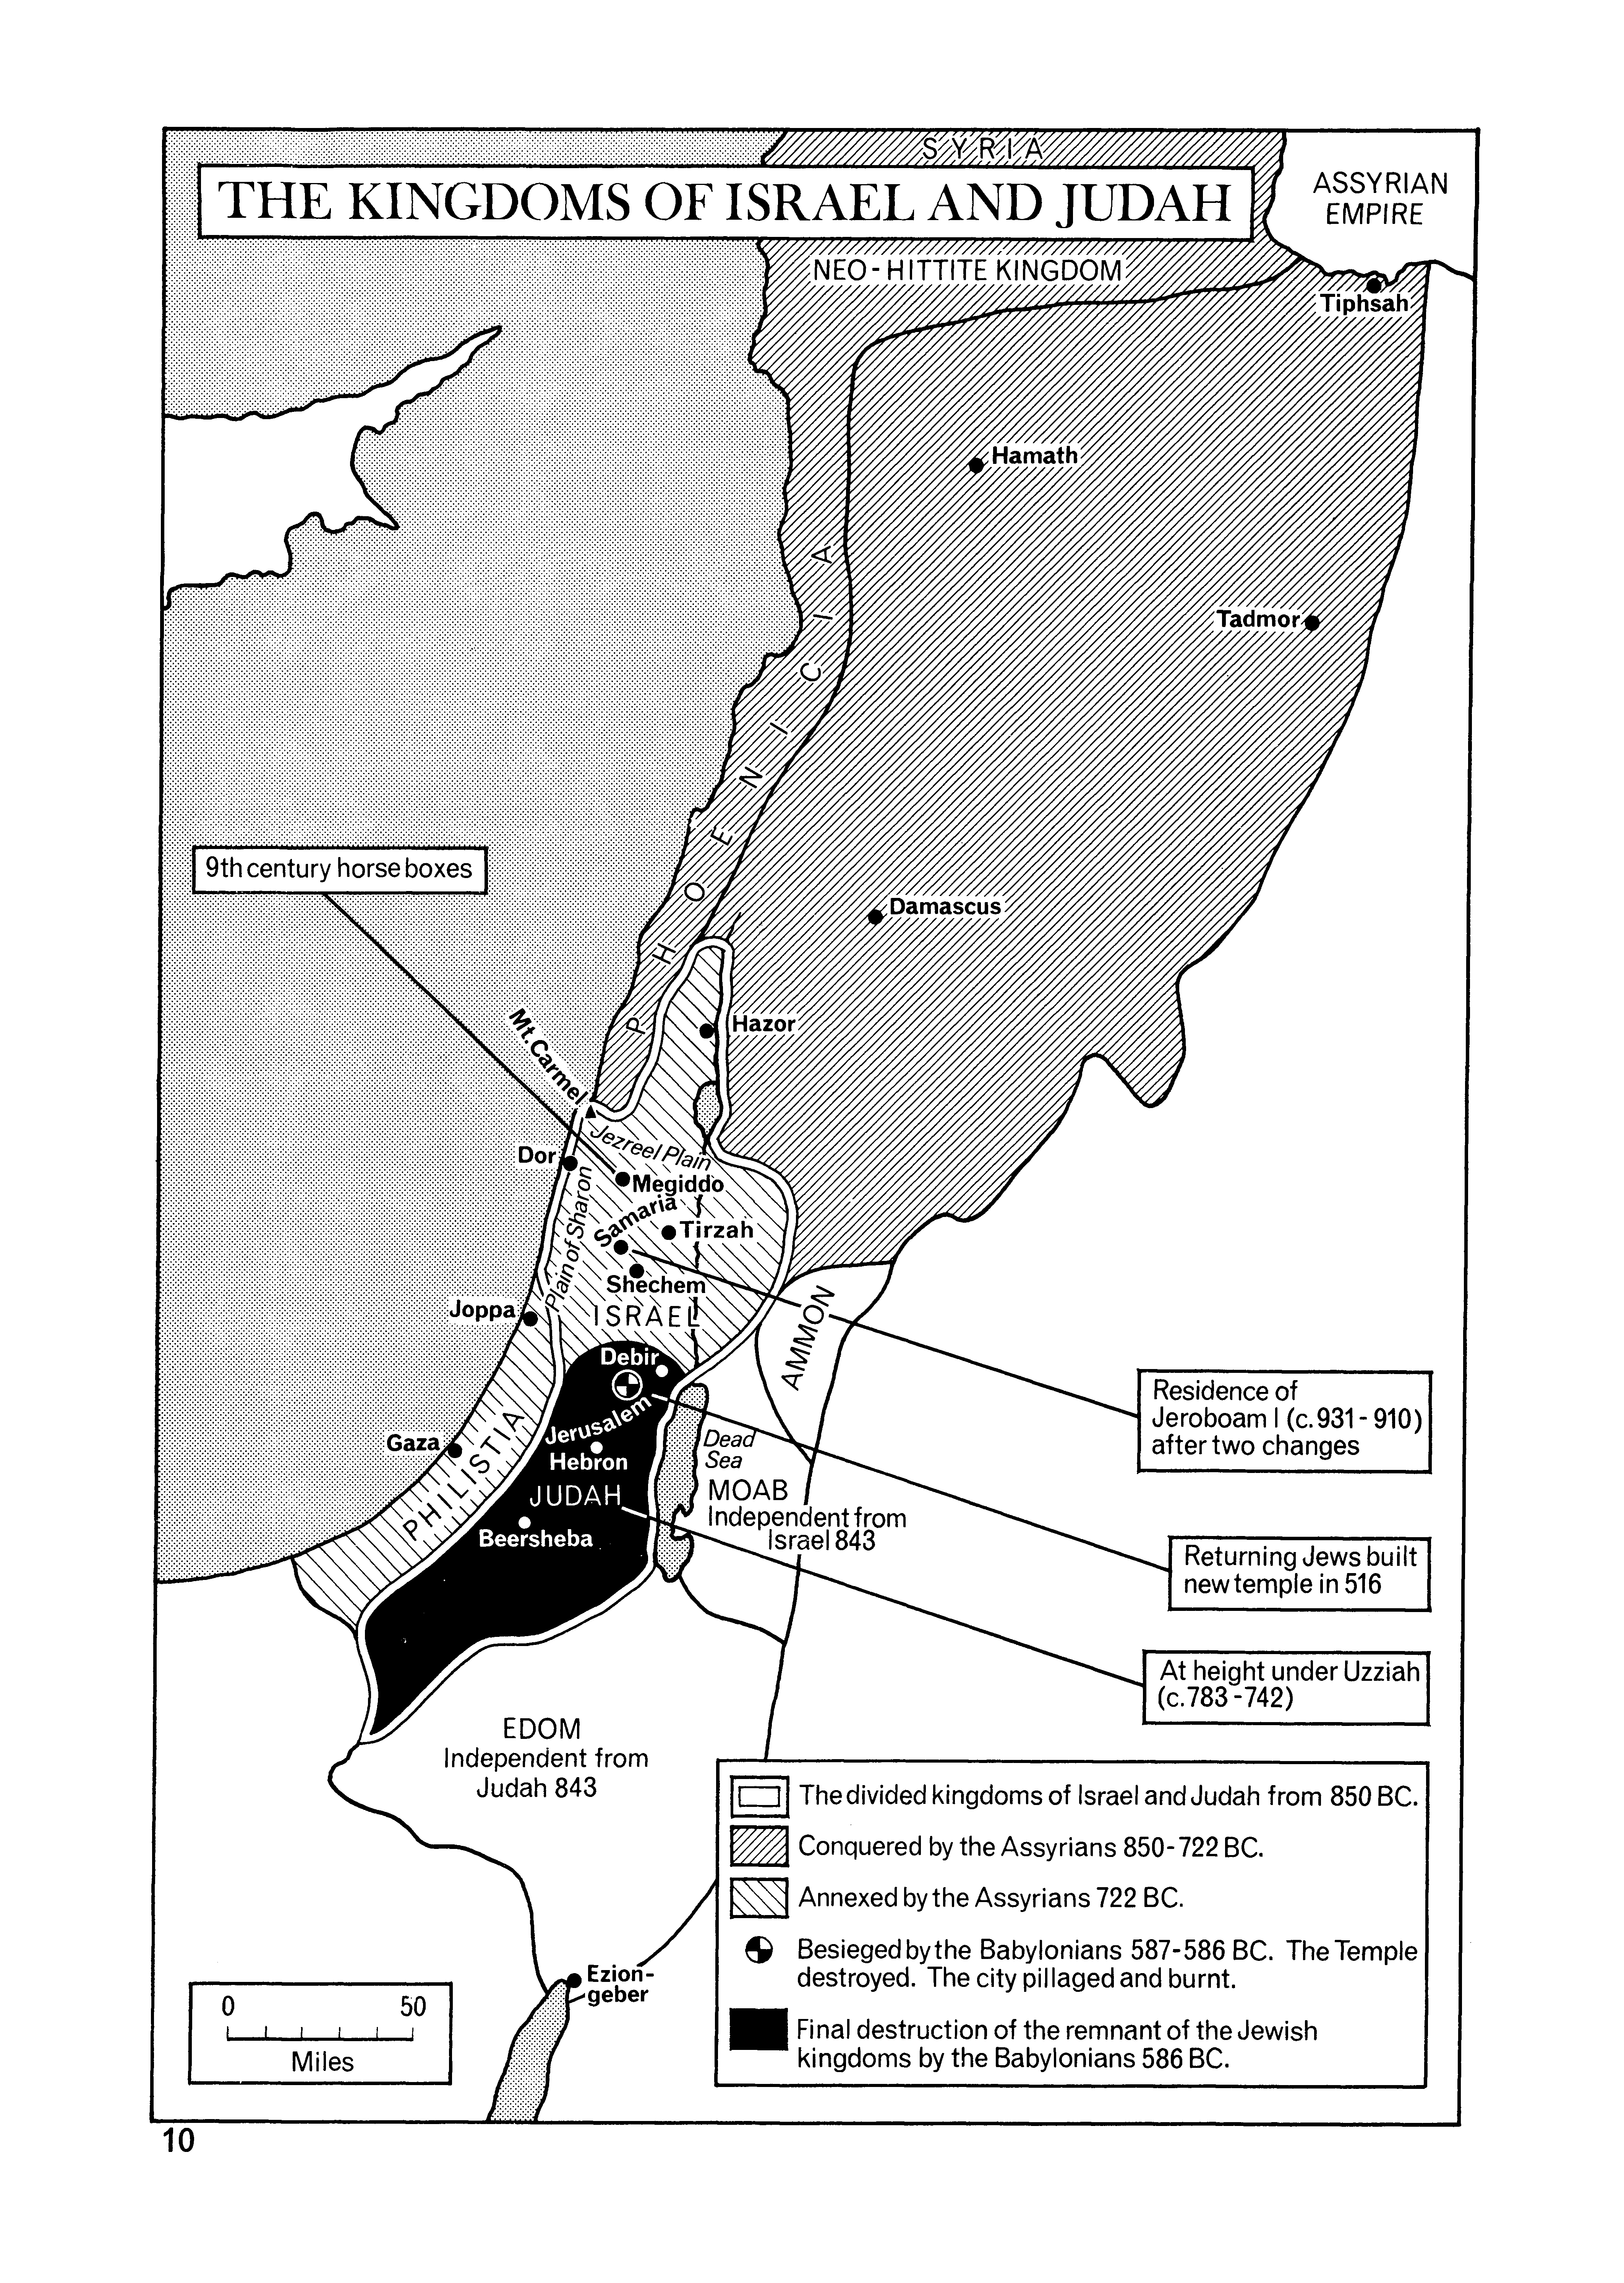 SYRIA
THE KINGDOMS OF ISRAEL AND JUDAH
ASSYRIAN
EMPIRE
NEO-HITTITE KINGDOM
Tiphsah
Hamath
PHOENICIA
Tadmor
9th century horse boxes
Damascus
Hazor
Mt. Carmel
Jezreel Plain
Dor
Megiddo
Plain of Sharon
Samaria
Tirzah
Shechem
Joppa
ISRAEL
AMMON
Debir
Residence of
Jeroboam I (c.931-910)
after two changes
Jerusalem
Gaza
PHILISTIA
Hebron
Dead
Sea
JUDAH
MOAB
Independent from
Israel 843
Beersheba
Returning Jews built
new temple in 516
At height under Uzziah
(c.783-742)
EDOM
Independent from
Judah 843
The divided kingdoms of Israel and Judah from 850 BC.
Conquered by the Assyrians 850-722 BC.
Annexed by the Assyrians 722 BC.
Besieged by the Babylonians 587-586 BC. The Temple
destroyed. The city pillaged and burnt.
Final destruction of the remnant of the Jewish
kingdoms by the Babylonians 586 BC.
Ezion-
geber
0 50
Miles
10